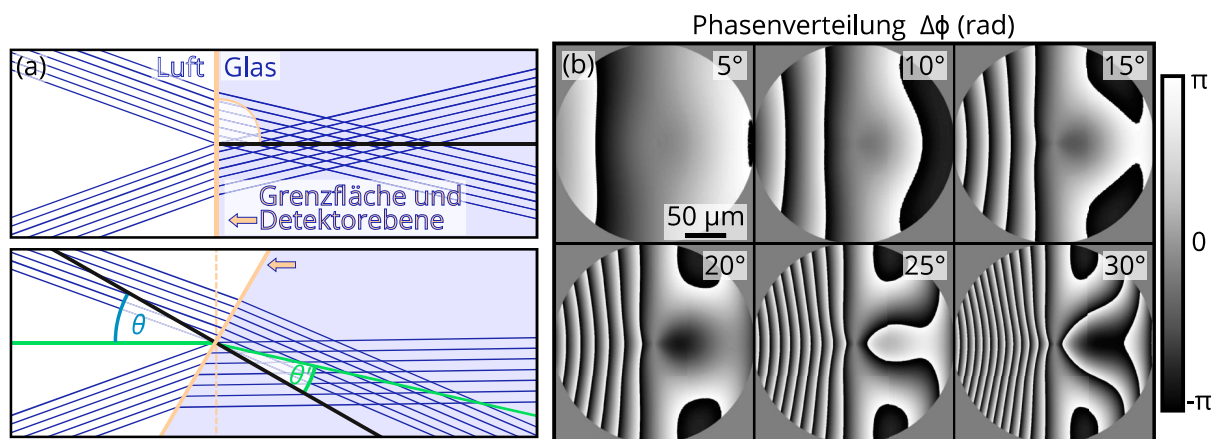 Phasenverteilung Δϕ (rad)
(a)
Luft Glas
Grenzfläche und
Detektorebene
θ
θ'
(b)
5°
10°
15°
50 µm
20°
25°
30°
π
0
-π